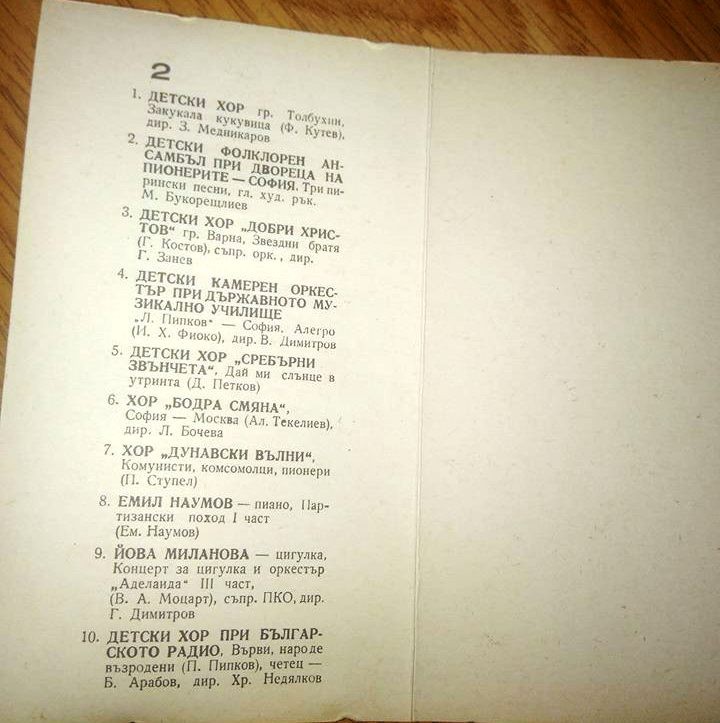 2
1. ДЕТСКИ ХОР гр. Толбухин,
Закукала кукувица (Ф. Кутев),
дир. З. Медникаров
2. ДЕТСКИ ФОЛКЛОРЕН АН-
САМБЪЛ ПРИ ДВОРЕЦА НА
ПИОНЕРИТЕ — СОФИЯ, Три пи-
рински песни, гл. худ. рък.
М. Букорещлиев
3. ДЕТСКИ ХОР „ДОБРИ ХРИС-
ТОВ“ гр. Варна, Звездни братя
(Г. Костов), съпр. орк., дир.
Г. Занев
4. ДЕТСКИ КАМЕРЕН ОРКЕС-
ТЪР ПРИ ДЪРЖАВНОТО МУ-
ЗИКАЛНО УЧИЛИЩЕ
„Л. Пипков“ — София. Алегро
(И. Х. Фиоко), дир. В. Димитров
5. ДЕТСКИ ХОР „СРЕБЪРНИ
ЗВЪНЧЕТА“, Дай ми слънце в
утринта (Д. Петков)
6. ХОР „БОДРА СМЯНА“,
София — Москва (Ал. Текелиев),
дир. Л. Бочева
7. ХОР „ДУНАВСКИ ВЪЛНИ“,
Комунисти, комсомолци, пионери
(П. Ступел)
8. ЕМИЛ НАУМОВ — пиано, Пар-
тизански поход I част
(Ем. Наумов)
9. ЙОВА МИЛАНОВА — цигулка,
Концерт за цигулка и оркестър
„Аделаида“ III част,
(В. А. Моцарт), съпр. ПКО, дир.
Г. Димитров
10. ДЕТСКИ ХОР ПРИ БЪЛГАР-
СКОТО РАДИО, Върви, народе
възродени (П. Пипков), четец —
Б. Арабов, дир. Хр. Недялков